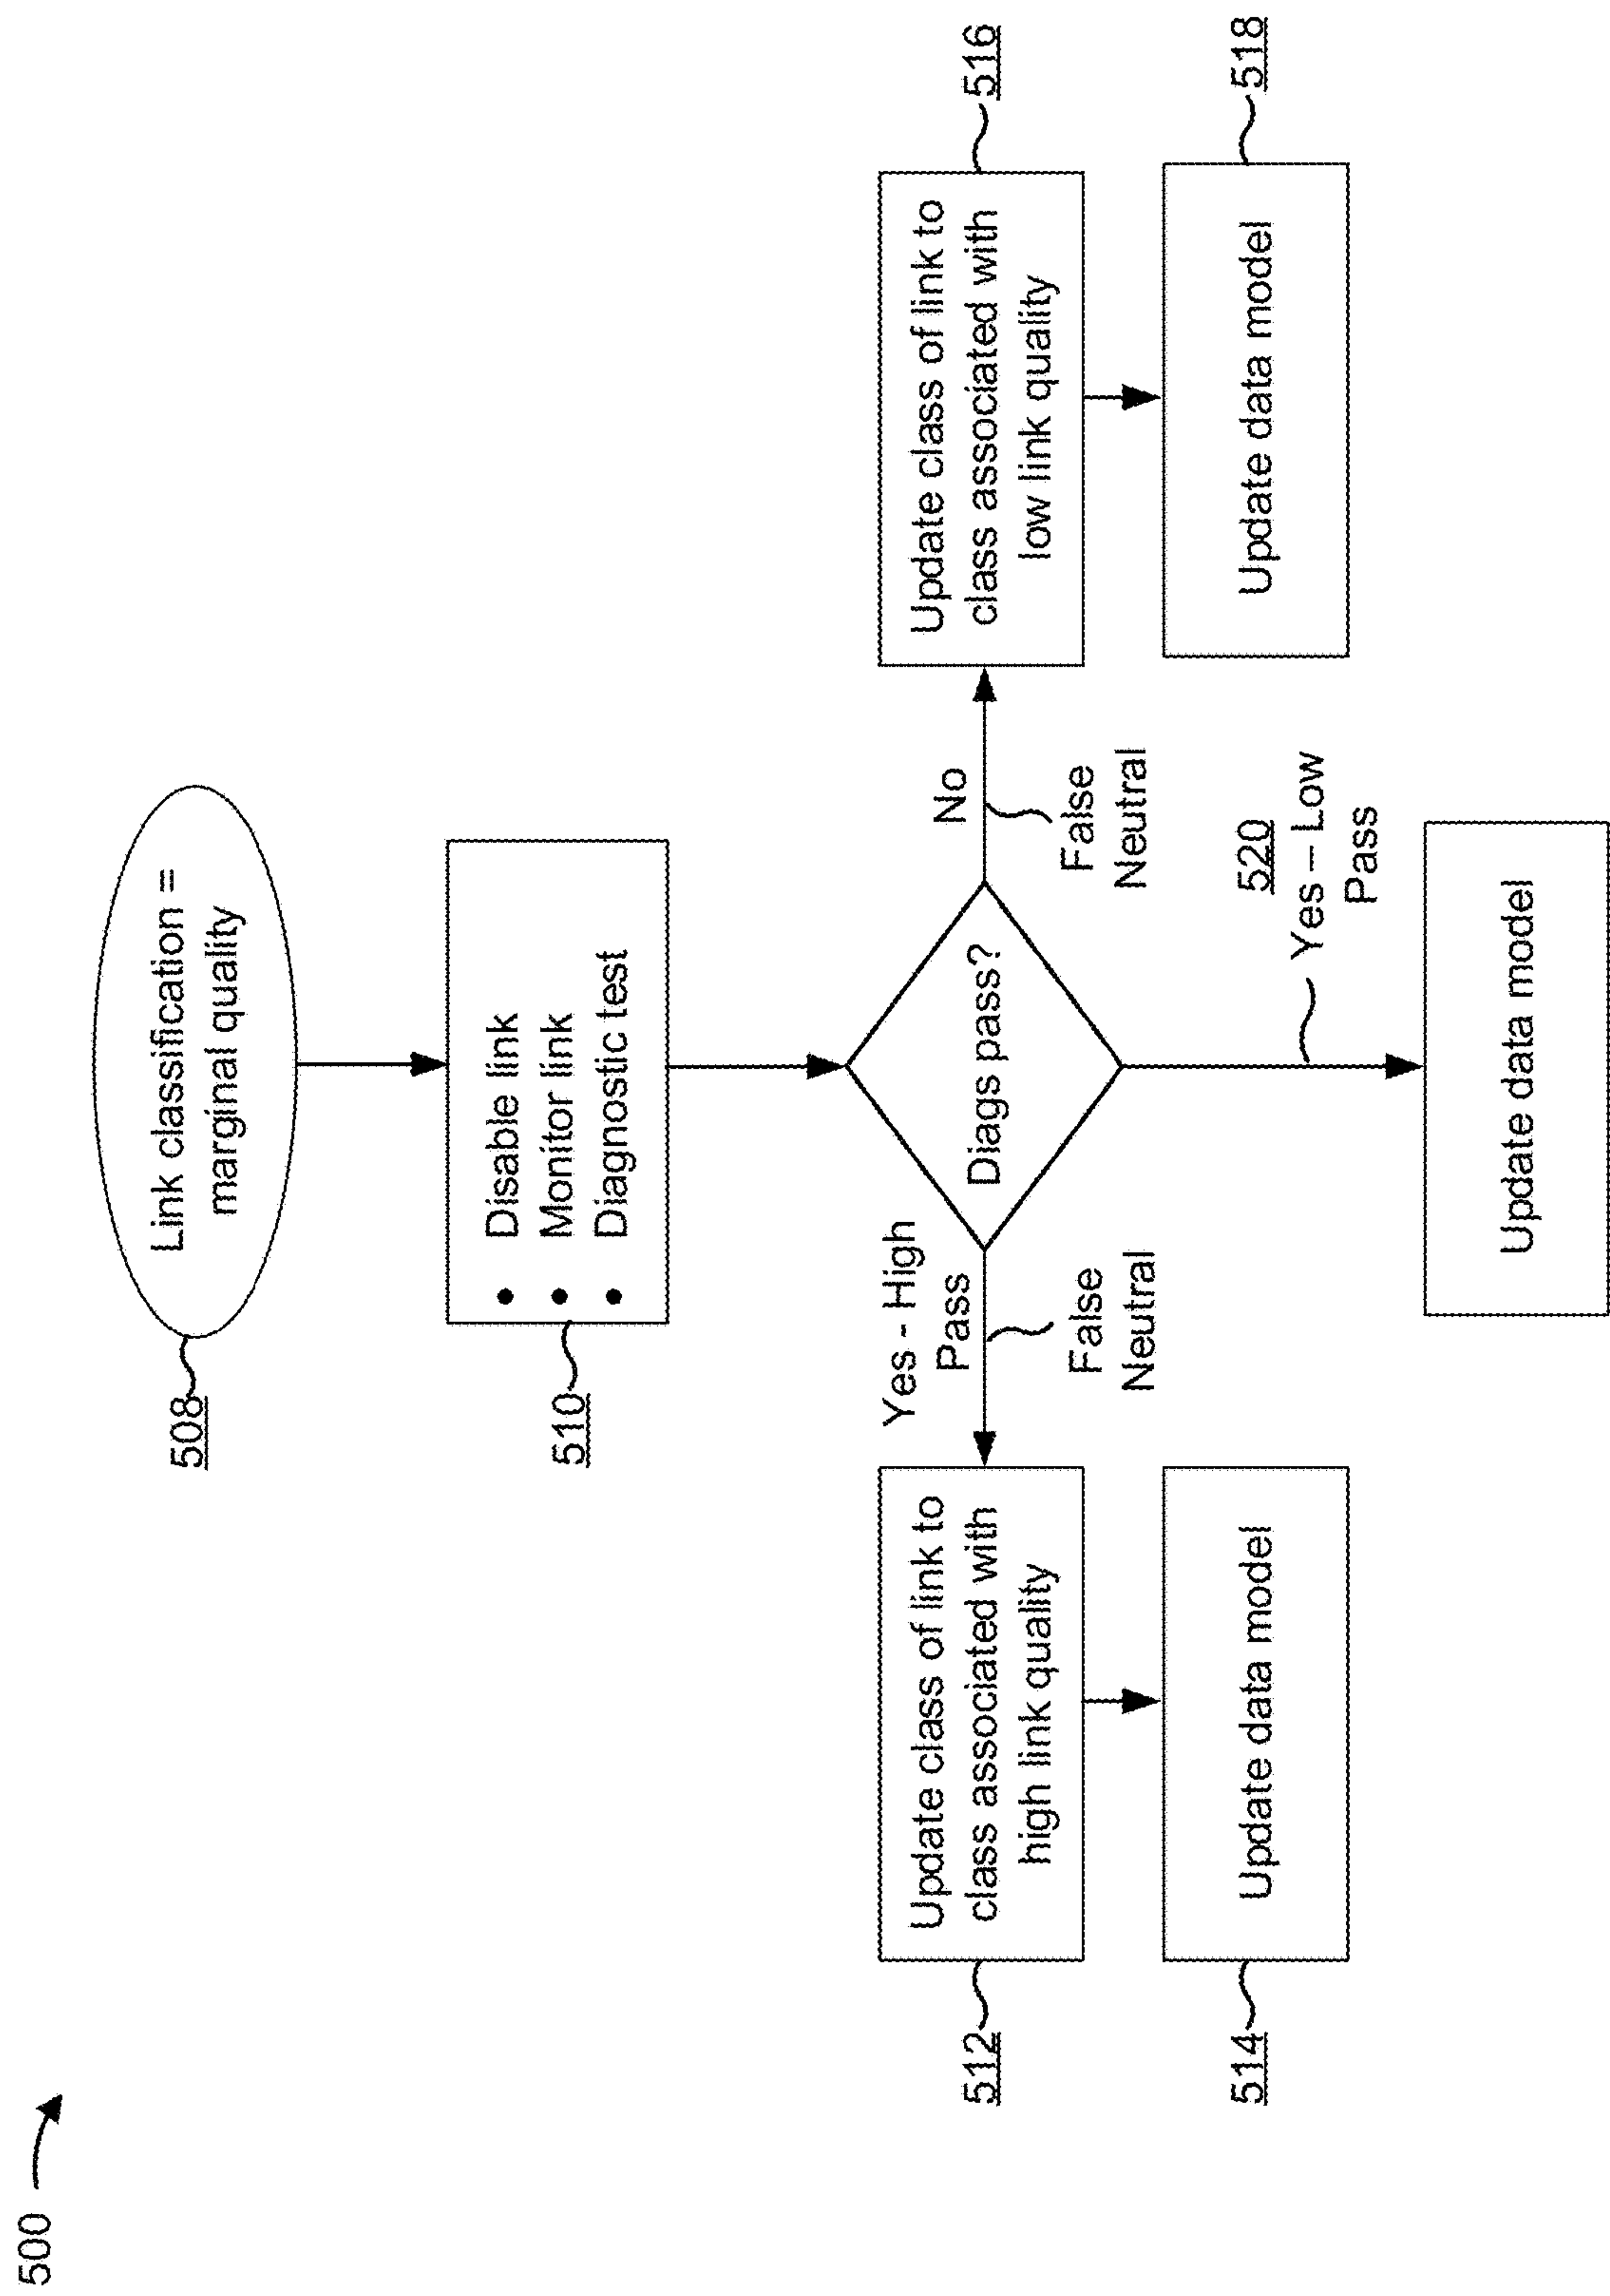 500
508
Link classification =
marginal quality
510
• Disable link
• Monitor link
• Diagnostic test
Diags pass?
Yes - High
Pass
False
Neutral
No
False
Neutral
512
Update class of link to
class associated with
high link quality
516
Update class of link to
class associated with
low link quality
514
Update data model
520
Yes – Low
Pass
518
Update data model
Update data model